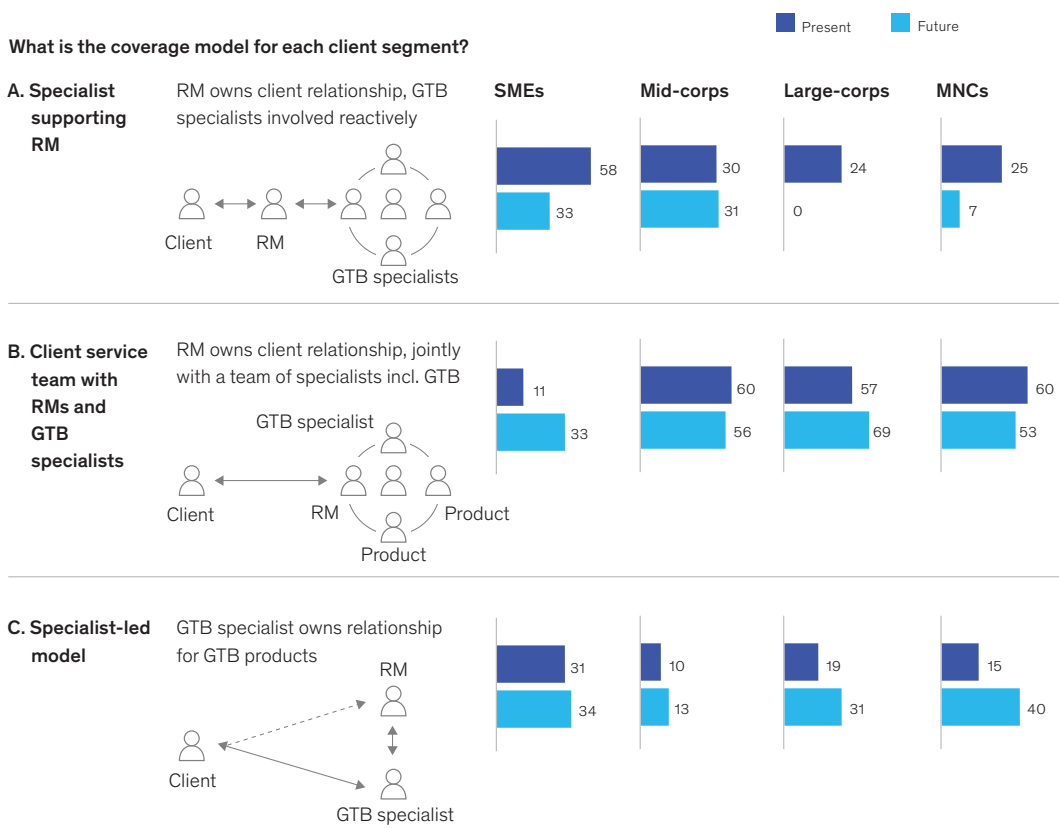 Present Future
What is the coverage model for each client segment?
A. Specialist
supporting
RM
RM owns client relationship, GTB
specialists involved reactively
Client
RM
GTB specialists
SMEs
58
33
Mid-corps
30
31
Large-corps
24
0
MNCs
25
7
B. Client service
team with
RMs and
GTB
specialists
RM owns client relationship, jointly
with a team of specialists incl. GTB
GTB specialist
Client
RM
Product
Product
11
33
60
56
57
69
60
53
C. Specialist-led
model
GTB specialist owns relationship
for GTB products
RM
Client
GTB specialist
31
34
10
13
19
31
15
40